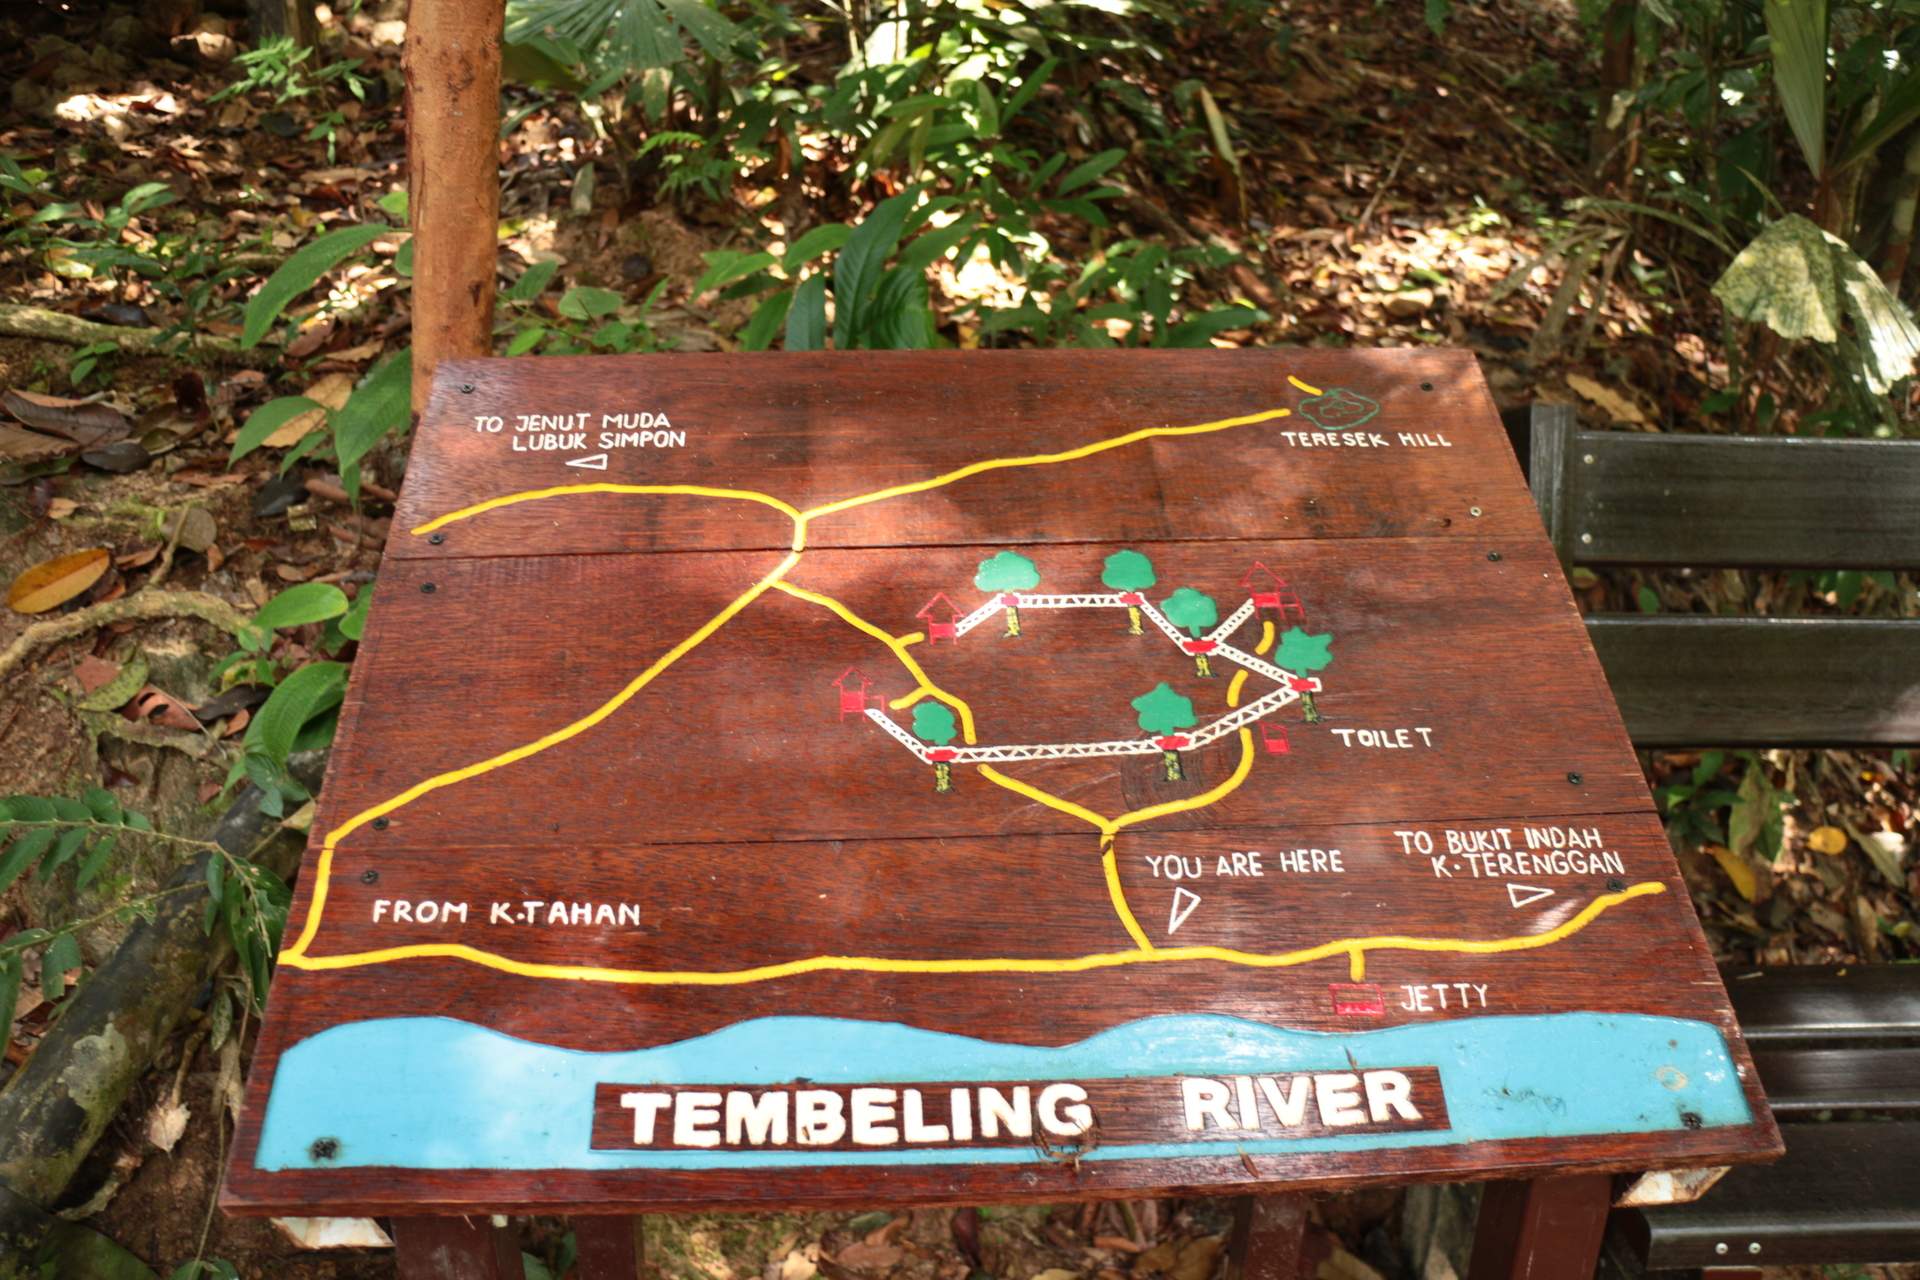 TO JENUT MUDA
LUBUK SIMPON
TERESEK HILL
TOILET
YOU ARE HERE
TO BUKIT INDAH
K.TERENGGAN
FROM K.TAHAN
JETTY
TEMBELING RIVER